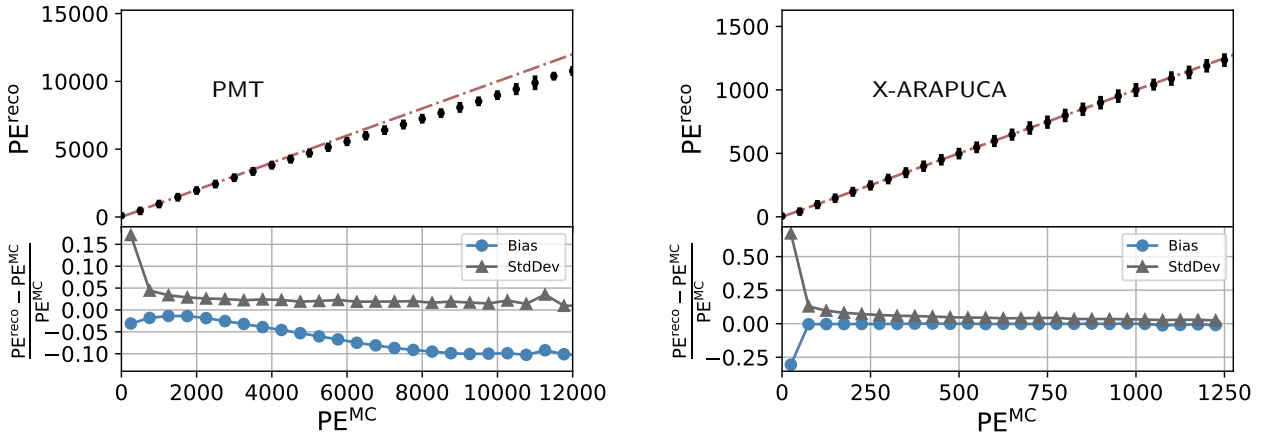 15000
10000
5000
0
PE^reco
PMT
0.15
0.10
0.05
0.00
−0.05
−0.10
PE^reco − PE^MC
PE^MC
Bias
StdDev
0 2000 4000 6000 8000 10000 12000
PE^MC
1500
1000
500
0
PE^reco
X-ARAPUCA
0.50
0.25
0.00
−0.25
PE^reco − PE^MC
PE^MC
Bias
StdDev
0 250 500 750 1000 1250
PE^MC